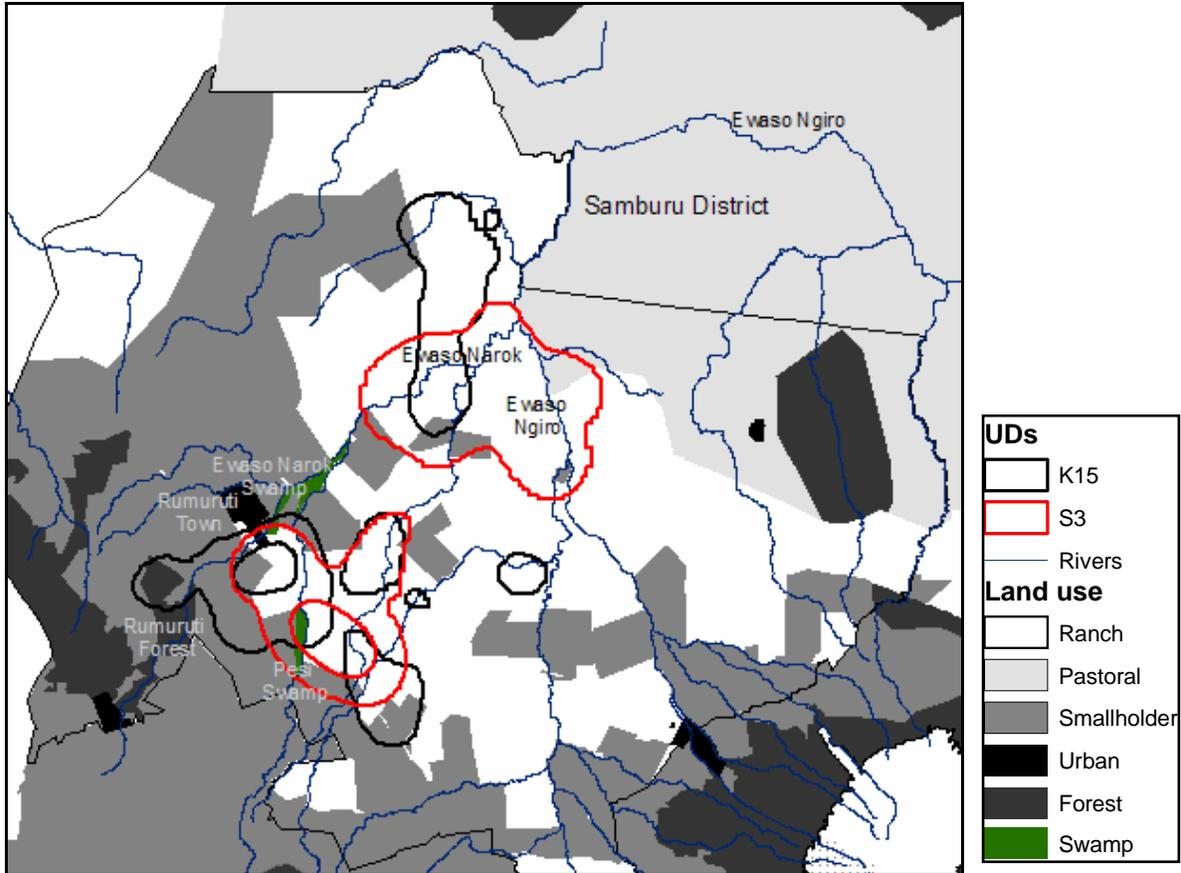 Ewaso Ngiro
Samburu District
Ewaso Narok
Ewaso
Ngiro
Ewaso Narok
Swamp
Rumuruti
Town
Rumuruti
Forest
Pesi
Swamp
UDs
K15
S3
Rivers
Land use
Ranch
Pastoral
Smallholder
Urban
Forest
Swamp